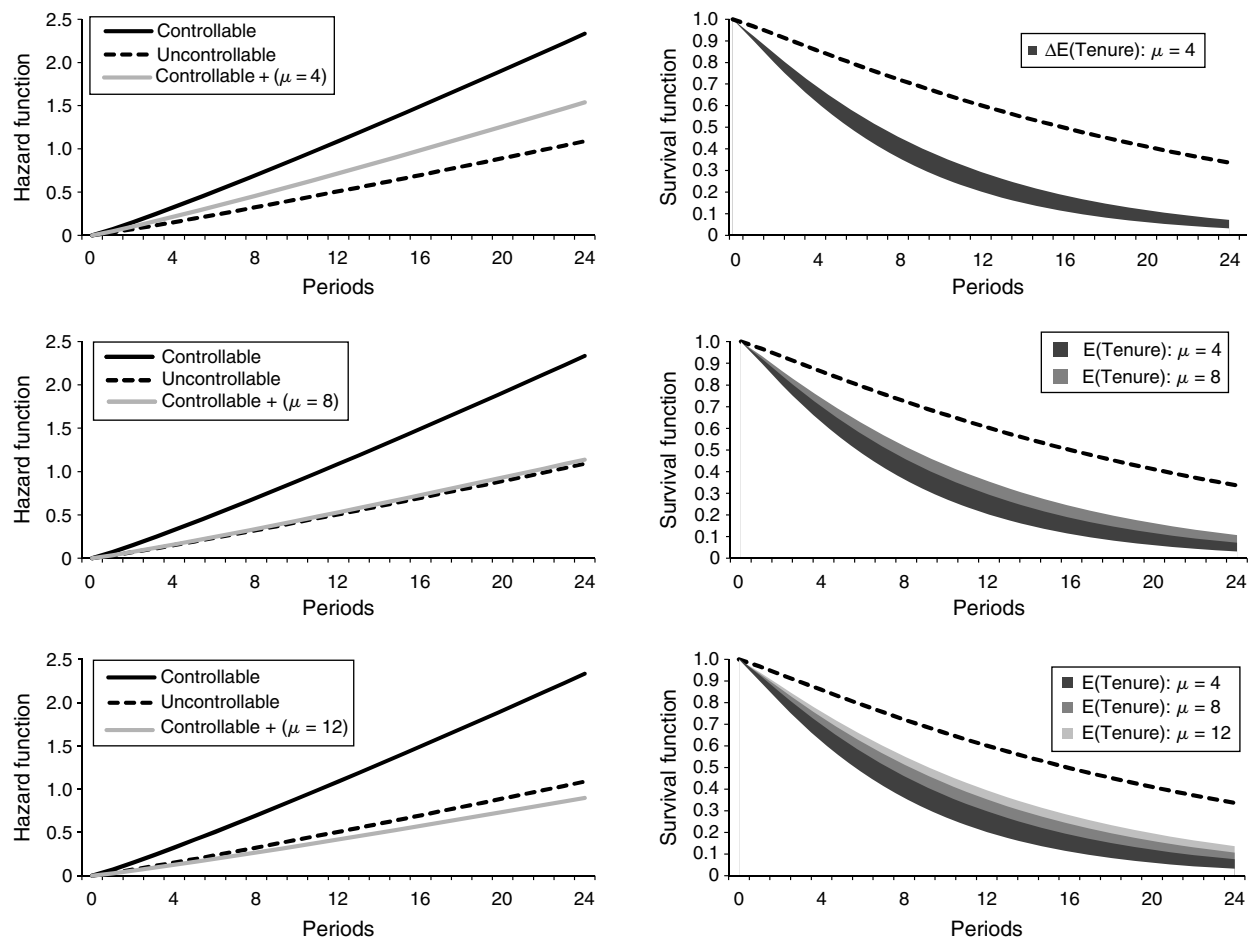 Hazard function
2.5
2.0
1.5
1.0
0.5
0
Controllable
Uncontrollable
Controllable + (μ = 4)
0 4 8 12 16 20 24
Periods
Survival function
1.0
0.9
0.8
0.7
0.6
0.5
0.4
0.3
0.2
0.1
0
ΔE(Tenure): μ = 4
0 4 8 12 16 20 24
Periods
Hazard function
2.5
2.0
1.5
1.0
0.5
0
Controllable
Uncontrollable
Controllable + (μ = 8)
0 4 8 12 16 20 24
Periods
Survival function
1.0
0.9
0.8
0.7
0.6
0.5
0.4
0.3
0.2
0.1
0
E(Tenure): μ = 4
E(Tenure): μ = 8
0 4 8 12 16 20 24
Periods
Hazard function
2.5
2.0
1.5
1.0
0.5
0
Controllable
Uncontrollable
Controllable + (μ = 12)
0 4 8 12 16 20 24
Periods
Survival function
1.0
0.9
0.8
0.7
0.6
0.5
0.4
0.3
0.2
0.1
0
E(Tenure): μ = 4
E(Tenure): μ = 8
E(Tenure): μ = 12
0 4 8 12 16 20 24
Periods